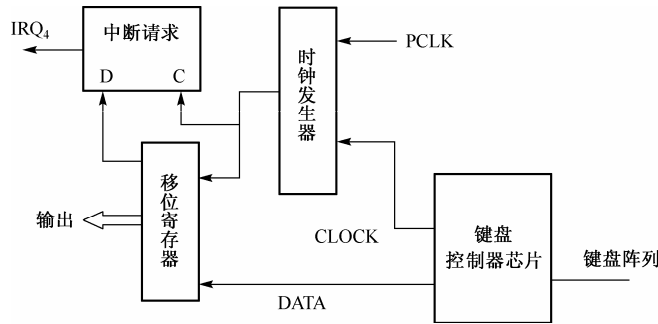 IRQ₄
中断请求
D
C
时钟发生器
PCLK
移位寄存器
输出
CLOCK
键盘
控制器芯片
键盘阵列
DATA